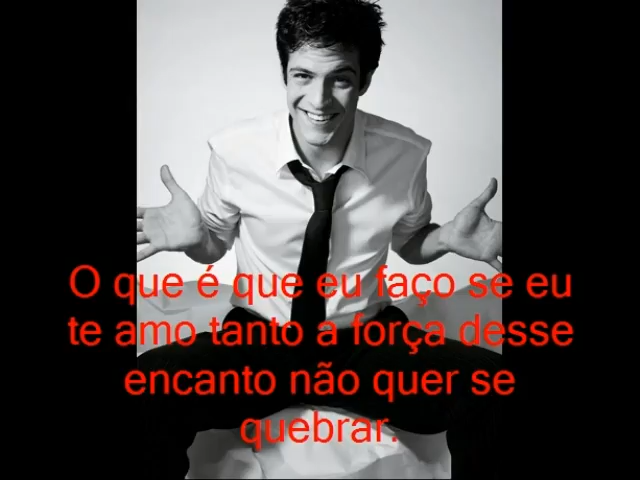 O que é que eu faço se eu
te amo tanto a força desse
encanto não quer se
quebrar.